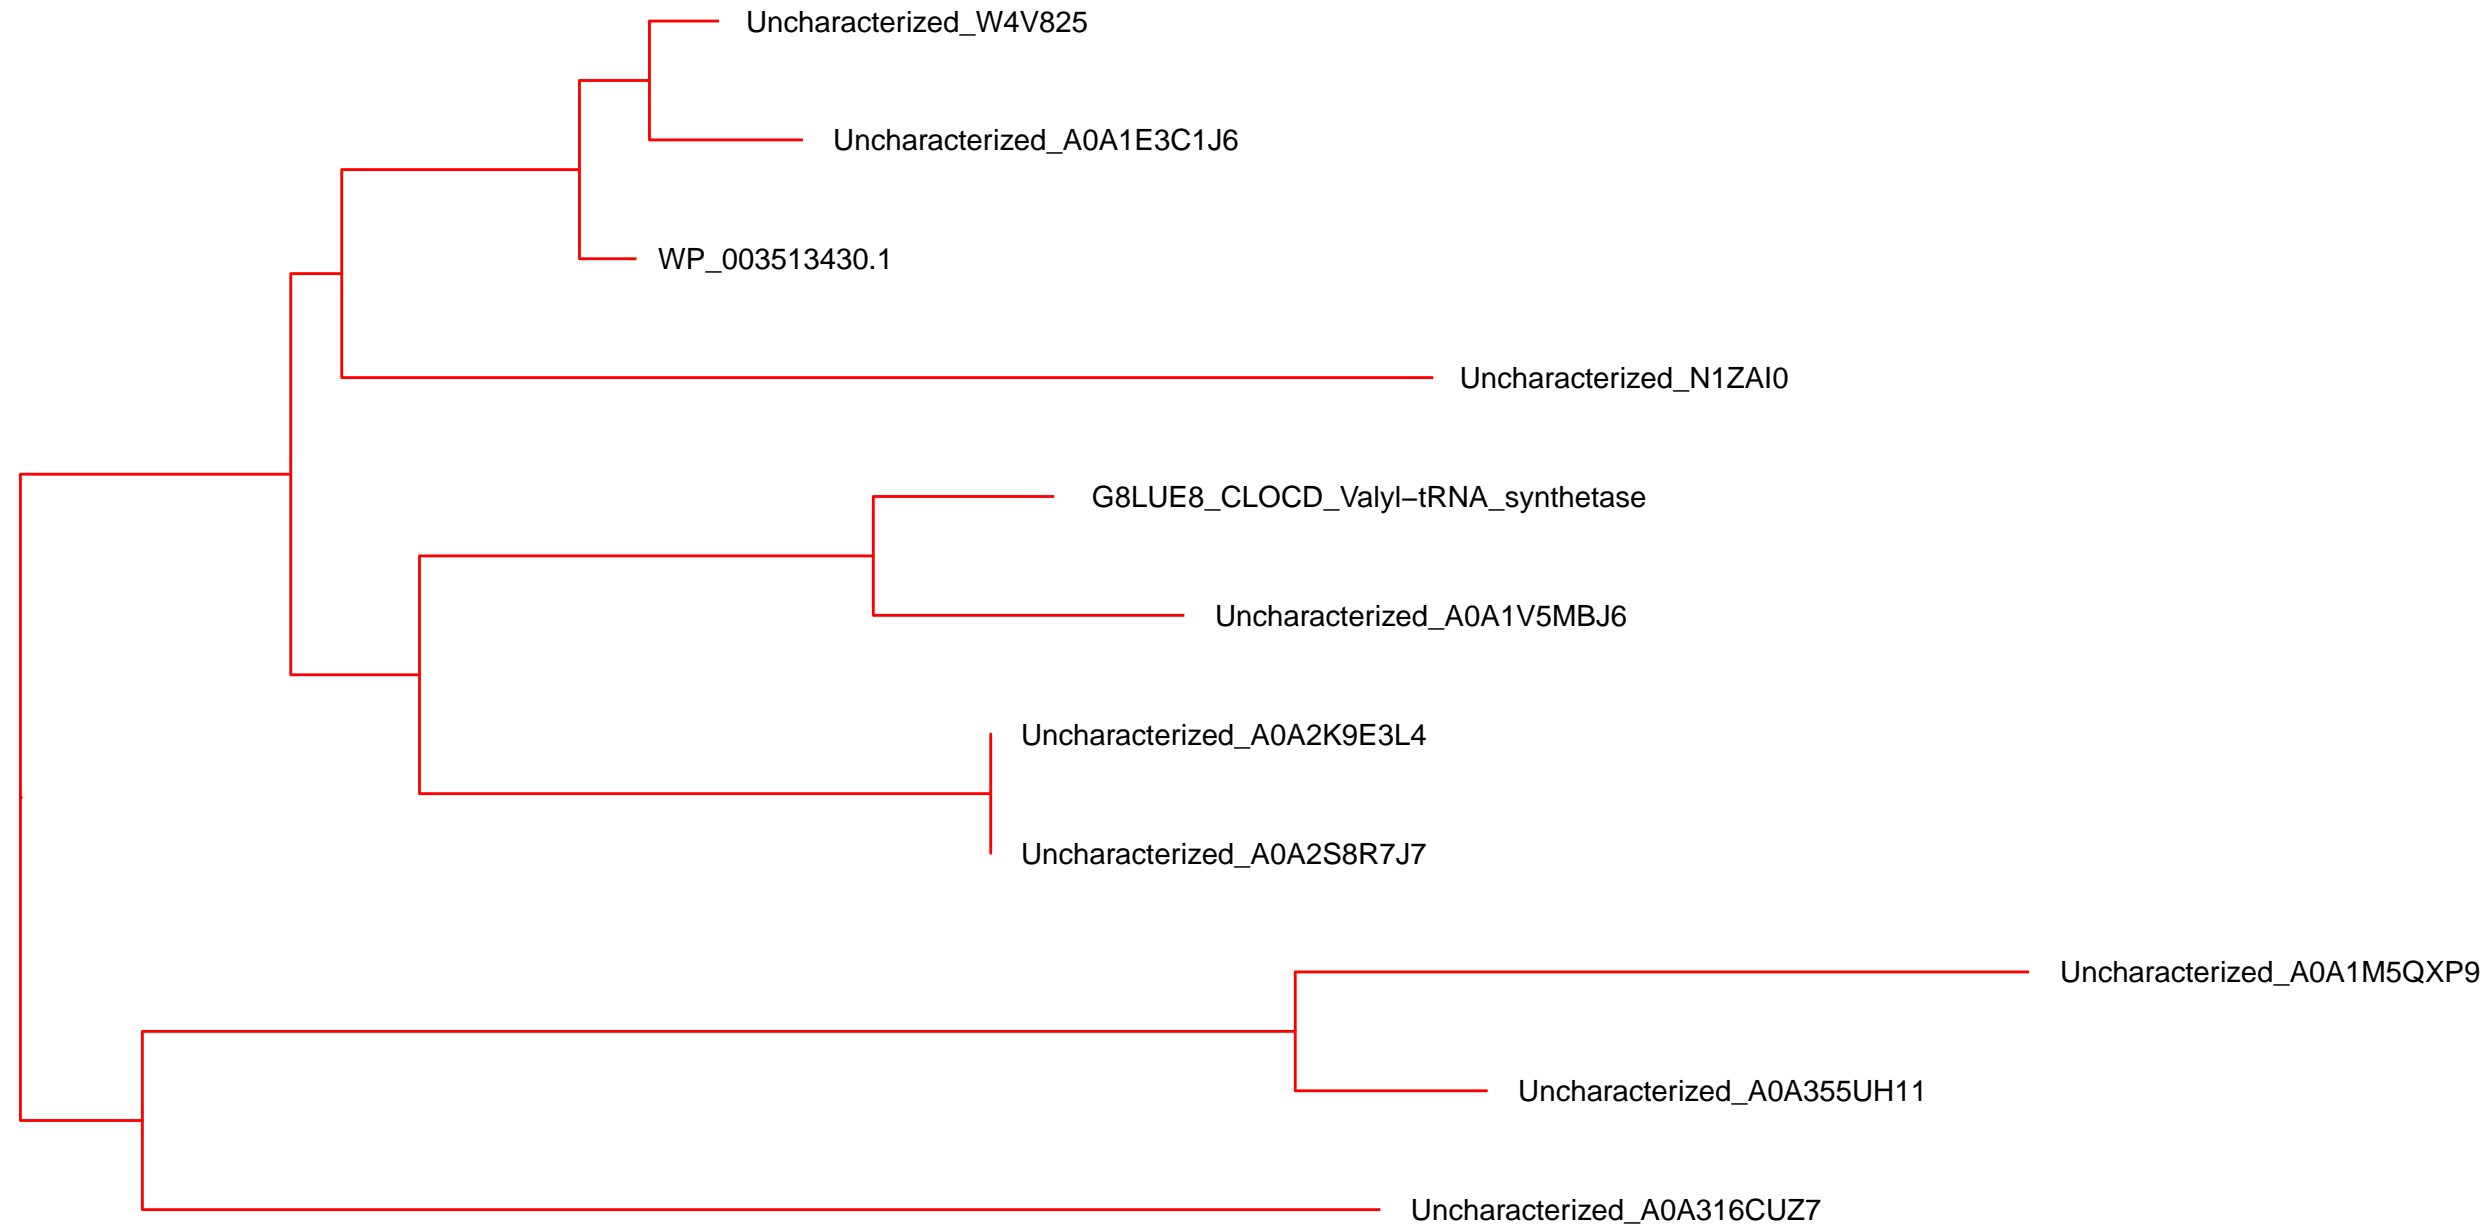 Uncharacterized_W4V825
Uncharacterized_A0A1E3C1J6
WP_003513430.1
Uncharacterized_N1ZAI0
G8LUE8_CLOCD_Valyl−tRNA_synthetase
Uncharacterized_A0A1V5MBJ6
Uncharacterized_A0A2K9E3L4
Uncharacterized_A0A2S8R7J7
Uncharacterized_A0A1M5QXP9
Uncharacterized_A0A355UH11
Uncharacterized_A0A316CUZ7